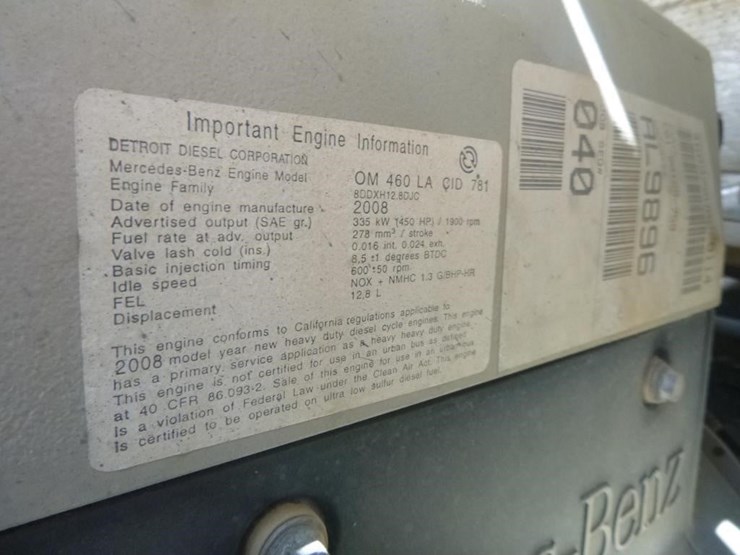 Important Engine Information
DETROIT DIESEL CORPORATION
Mercedes-Benz Engine Model OM 460 LA CID 781
Engine Family 8DDXH12.8DJC
Date of engine manufacture 2008
Advertised output (SAE gr.) 335 kW (450 HP) / 1900 rpm
Fuel rate at adv. output 278 mm³ / stroke
Valve lash cold (ins.) 0.016 int. 0.024 exh.
Basic injection timing 8,5 ±1 degrees BTDC
Idle speed 600 ±50 rpm
FEL NOX + NMHC 1.3 G/BHP-HR
Displacement 12,8 L
This engine conforms to California regulations applicable to
2008 model year new heavy duty diesel cycle engines. This engine
has a primary service application as a heavy heavy duty engine.
This engine is not certified for use in an urban bus as defined
at 40 CFR 86.093-2. Sale of this engine for use in an urban bus
is a violation of Federal Law under the Clean Air Act. This engine
is certified to be operated on ultra low sulfur diesel fuel.
040
RL9896
-Benz